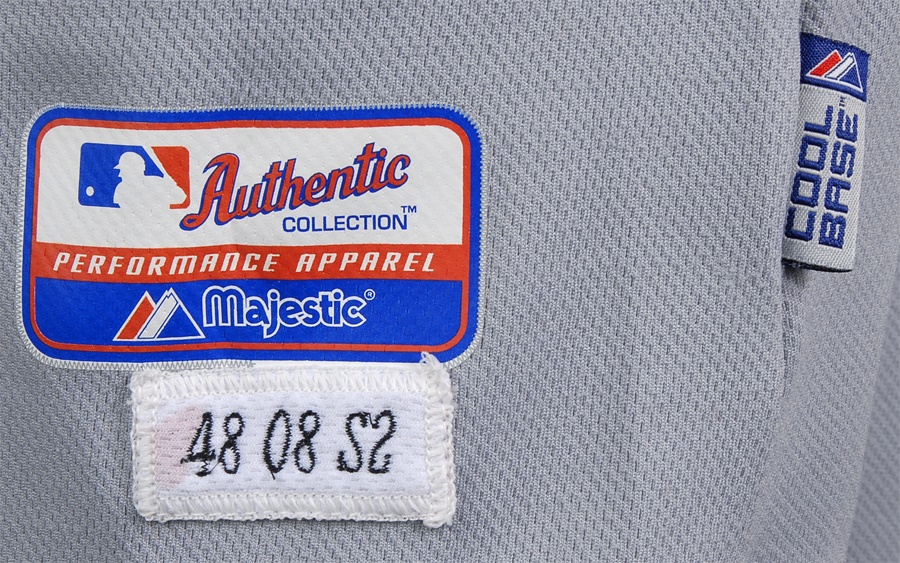 Authentic
COLLECTION™
PERFORMANCE APPAREL
Majestic®
48 08 S2
COOL
BASE™